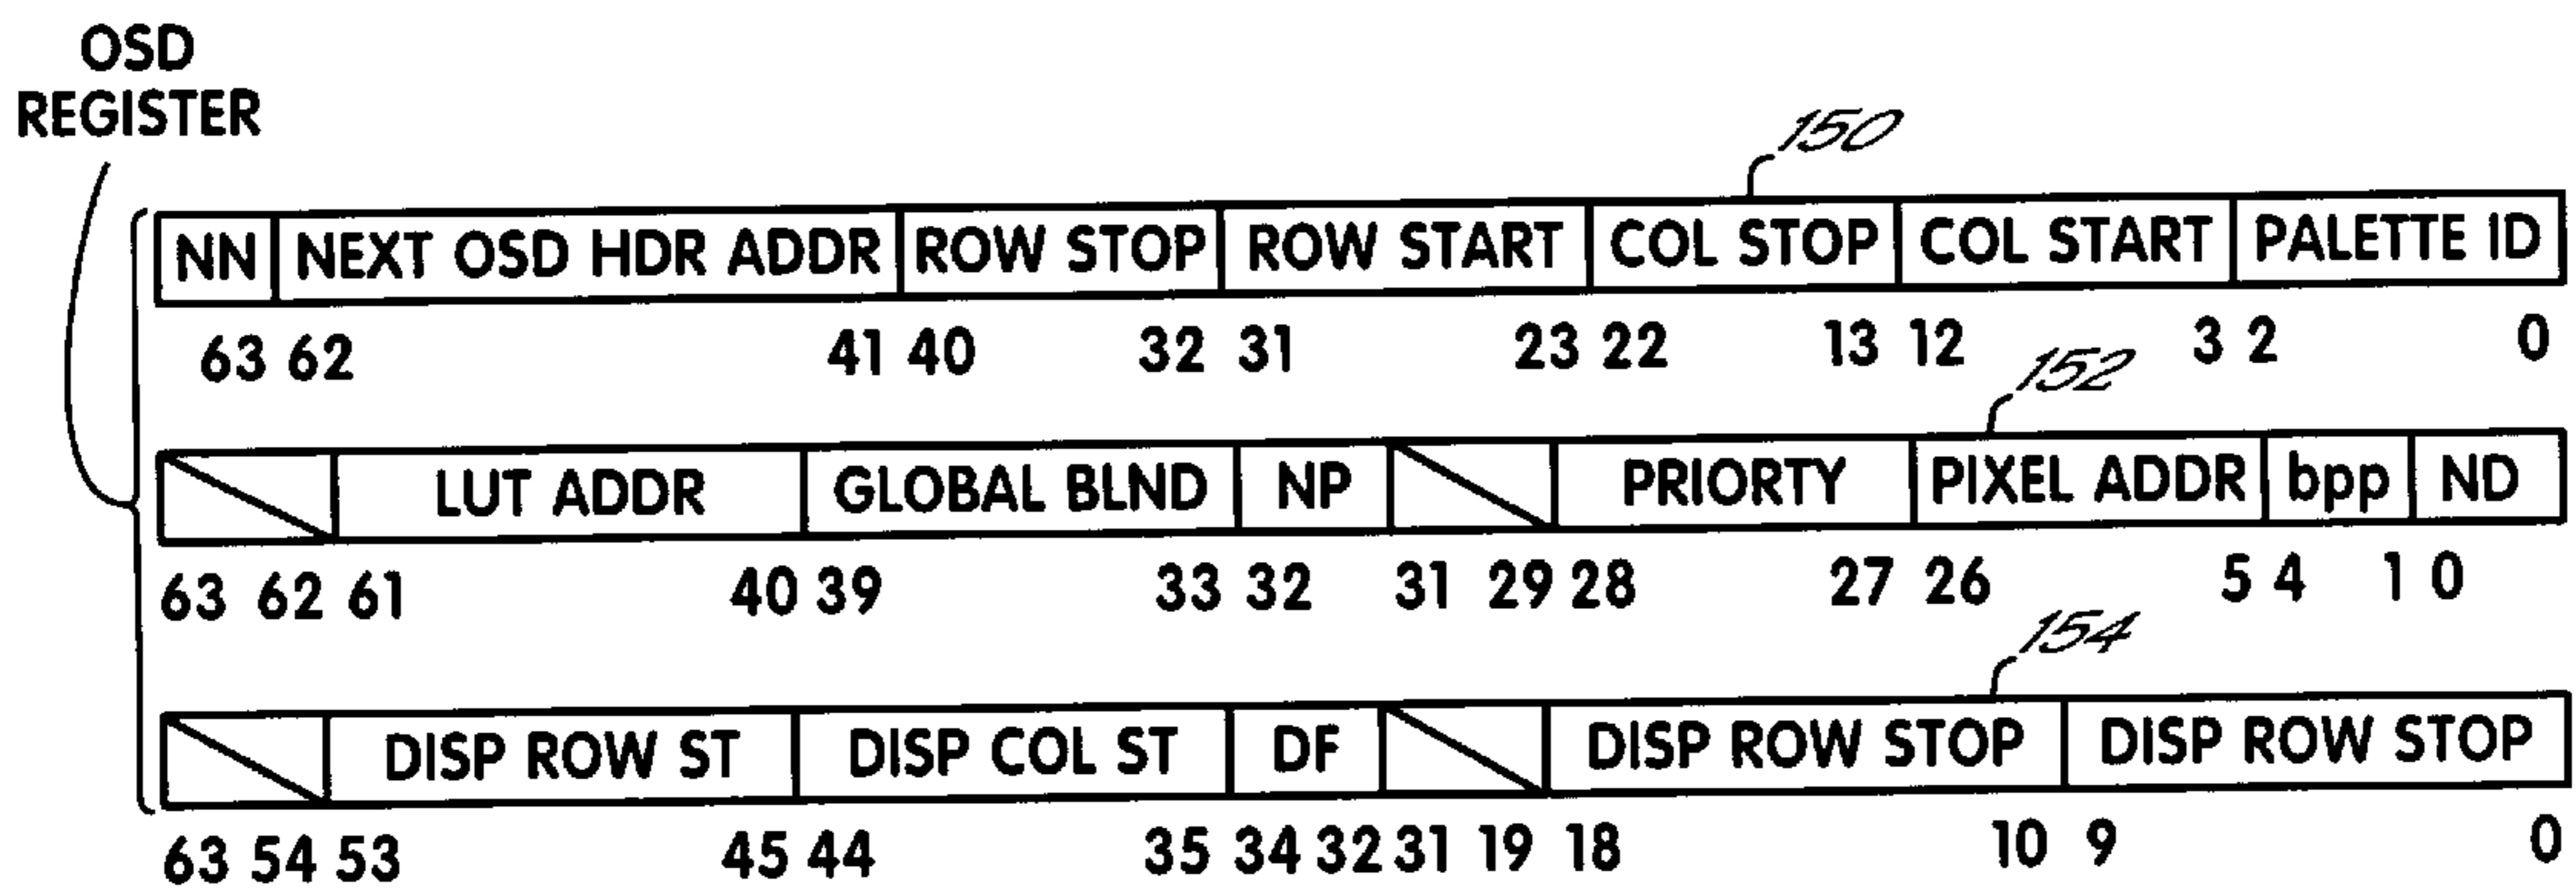 OSD
REGISTER
150
NN NEXT OSD HDR ADDR ROW STOP ROW START COL STOP COL START PALETTE ID
63 62 41 40 32 31 23 22 13 12 3 2 0
152
LUT ADDR GLOBAL BLND NP PRIORTY PIXEL ADDR bpp ND
63 62 61 40 39 33 32 31 29 28 27 26 5 4 1 0
154
DISP ROW ST DISP COL ST DF DISP ROW STOP DISP ROW STOP
63 54 53 45 44 35 34 32 31 19 18 10 9 0